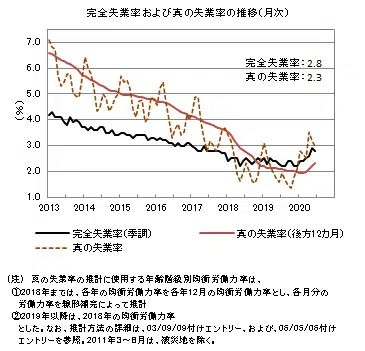 完全失業率および真の失業率の推移(月次)
7.0
6.0
5.0
4.0
3.0
2.0
1.0
(%)
完全失業率:2.8
真の失業率:2.3
2013 2014 2015 2016 2017 2018 2019 2020
完全失業率(季調)
真の失業率(後方12カ月)
真の失業率
(注) 真の失業率の推計に使用する年齢階級別均衡労働力率は、
①2018年までは、各年の均衡労働力率を各年12月の均衡労働力率とし、各月分の
労働力率を線形補完によって推計
②2019年以降は、2018年の均衡労働力率
とした。なお、推計方法の詳細は、03/09/09付けエントリー、および、06/05/06付け
エントリーを参照。2011年3~8月は、被災地を除く。